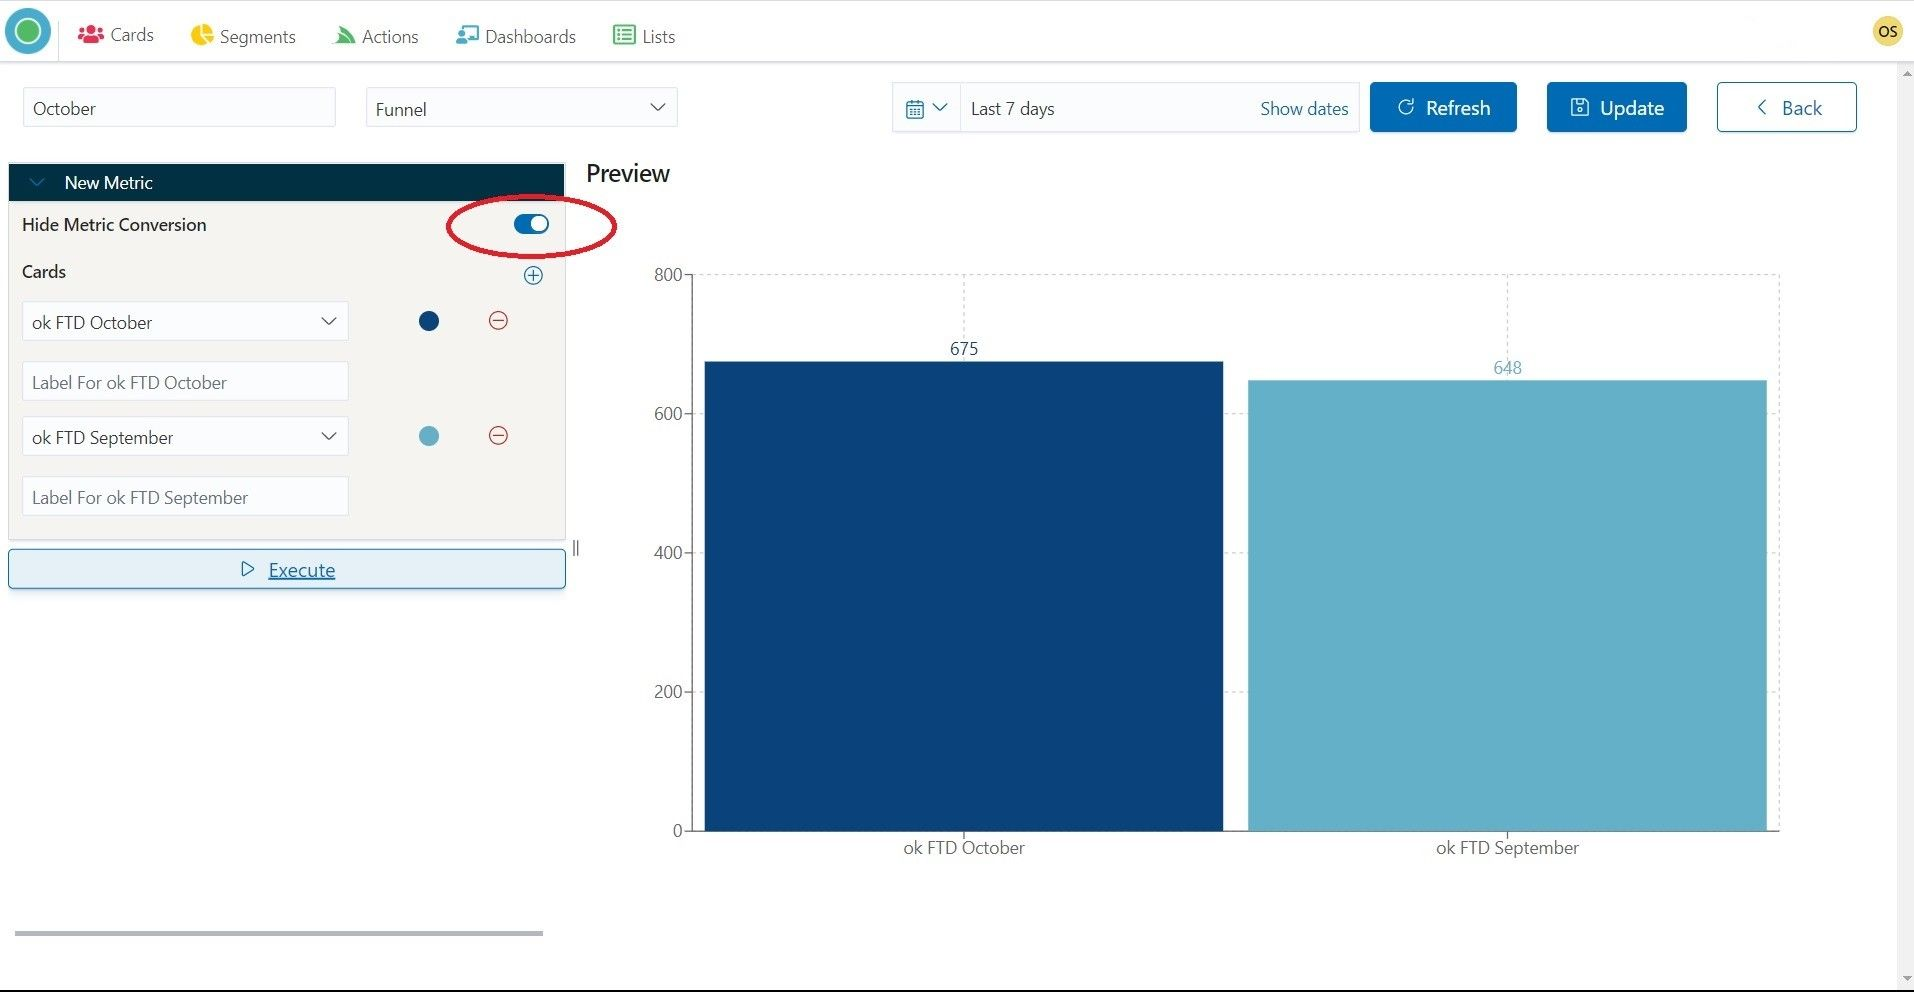 Cards Segments Actions Dashboards Lists OS
October Funnel Last 7 days Show dates Refresh Update Back
New Metric
Preview
Hide Metric Conversion
Cards
ok FTD October
Label For ok FTD October
ok FTD September
Label For ok FTD September
Execute
800
675
648
600
400
200
0
ok FTD October ok FTD September